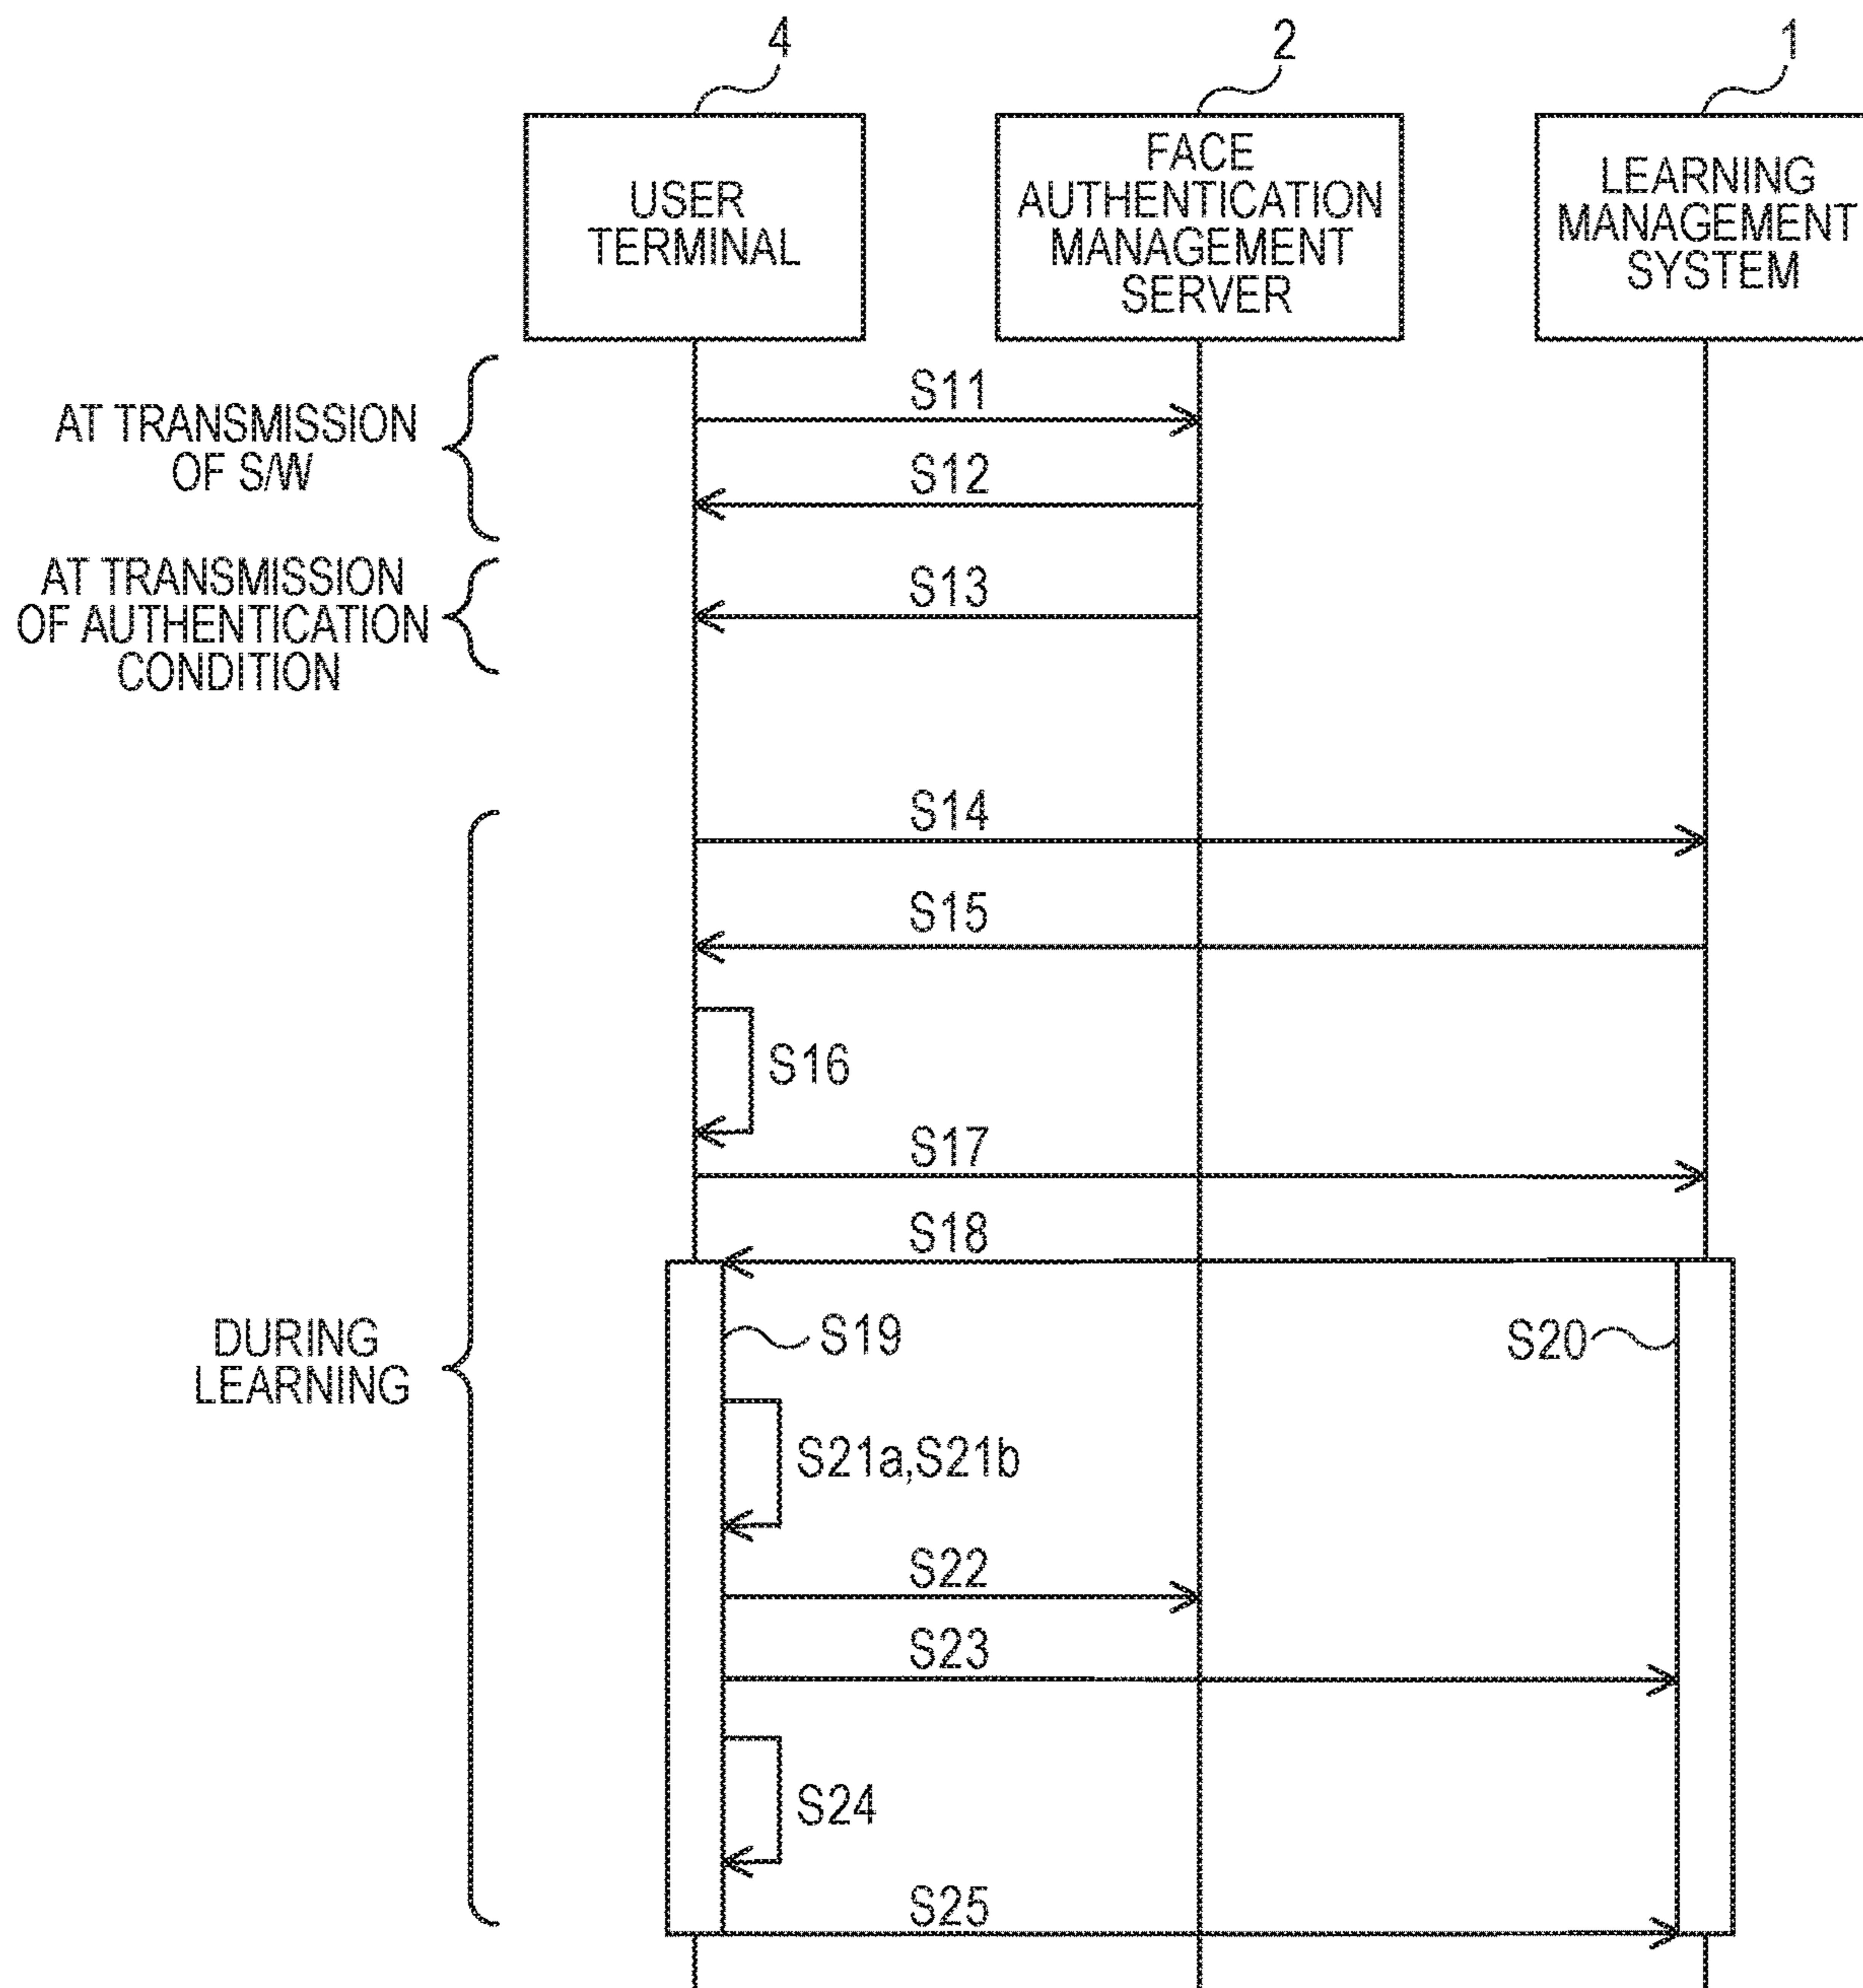 4
2
1
USER
TERMINAL
FACE
AUTHENTICATION
MANAGEMENT
SERVER
LEARNING
MANAGEMENT
SYSTEM
AT TRANSMISSION
OF S/W
S11
S12
AT TRANSMISSION
OF AUTHENTICATION
CONDITION
S13
S14
S15
S16
S17
S18
DURING
LEARNING
S19
S20
S21a,S21b
S22
S23
S24
S25